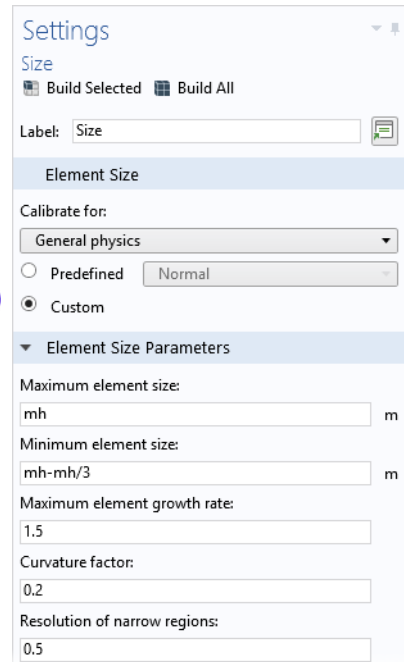 Settings
Size
Build Selected Build All
Label: Size
Element Size
Calibrate for:
General physics
Predefined Normal
Custom
Element Size Parameters
Maximum element size:
mh m
Minimum element size:
mh-mh/3 m
Maximum element growth rate:
1.5
Curvature factor:
0.2
Resolution of narrow regions:
0.5